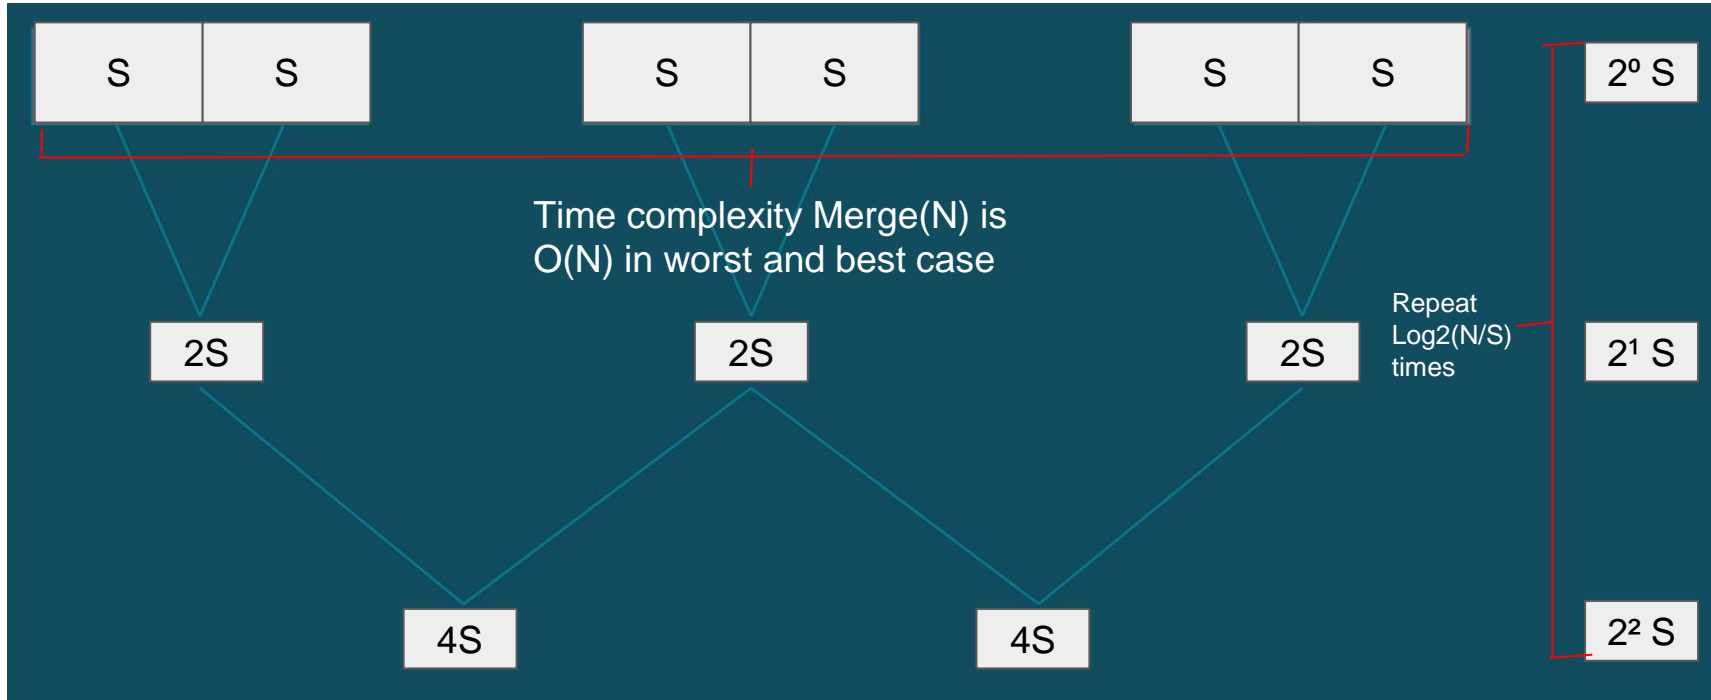 S S S S S S 2⁰ S
Time complexity Merge(N) is
O(N) in worst and best case
Repeat
Log2(N/S)
times
2S 2S 2S 2¹ S
4S 4S 2² S